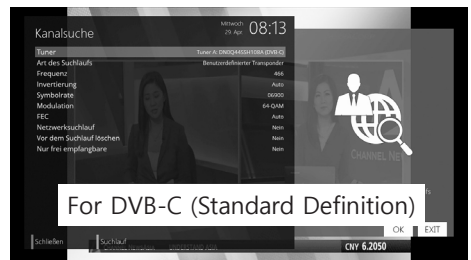 Kanalsuche
Mittwoch
29. Apr. 08:13
Tuner Tuner A: DNOQ44SSH108A (DVB-C)
Art des Suchlaufs Benutzerdefinierter Transponder
Frequenz 466
Invertierung Auto
Symbolrate 06900
Modulation 64-QAM
FEC Auto
Netzwerksuchlauf Nein
Vor dem Suchlauf löschen Nein
Nur frei empfangbare Nein
CHANNEL NE
For DVB-C (Standard Definition)
OK EXIT
Schließen Suchlauf
UNDERSTAND ASIA
CNY 6.2050